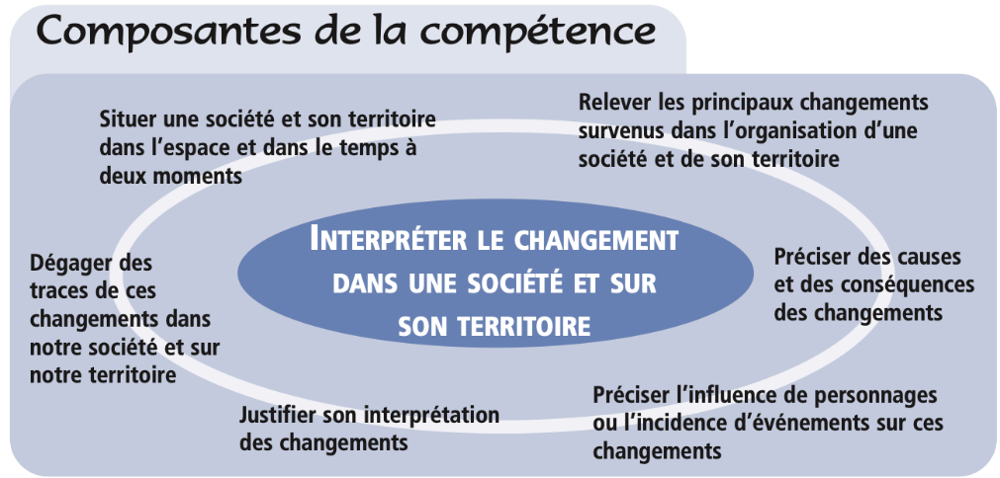 Composantes de la compétence
Situer une société et son territoire
dans l'espace et dans le temps à
deux moments
Relever les principaux changements
survenus dans l'organisation d'une
société et de son territoire
INTERPRÉTER LE CHANGEMENT
DANS UNE SOCIÉTÉ ET SUR
SON TERRITOIRE
Préciser des causes
et des conséquences
des changements
Dégager des
traces de ces
changements dans
notre société et sur
notre territoire
Préciser l'influence de personnages
ou l'incidence d'événements sur ces
changements
Justifier son interprétation
des changements